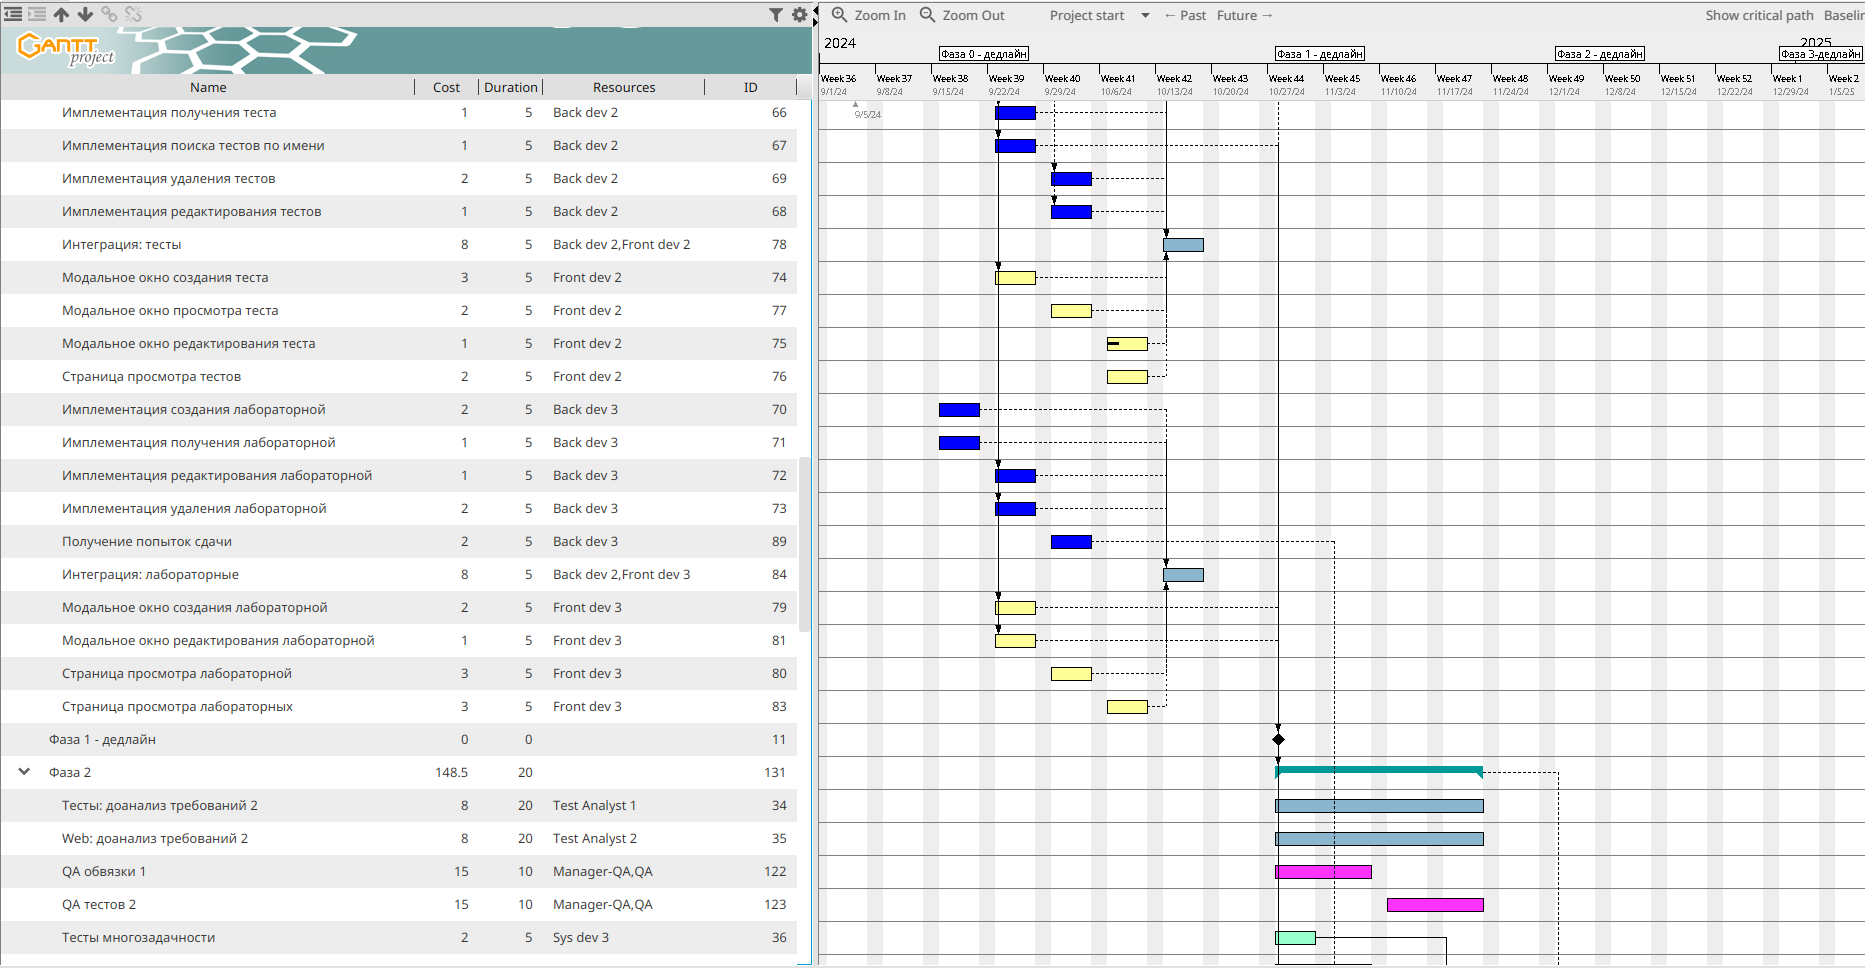 Zoom In Zoom Out Project start ← Past Future → Show critical path Baselin
GANTT project
2024 2025
Фаза 0 - дедлайн Фаза 1 - дедлайн Фаза 2 - дедлайн Фаза 3-дедлайн
Week 36 Week 37 Week 38 Week 39 Week 40 Week 41 Week 42 Week 43 Week 44 Week 45 Week 46 Week 47 Week 48 Week 49 Week 50 Week 51 Week 52 Week 1 Week 2
9/1/24 9/8/24 9/15/24 9/22/24 9/29/24 10/6/24 10/13/24 10/20/24 10/27/24 11/3/24 11/10/24 11/17/24 11/24/24 12/1/24 12/8/24 12/15/24 12/22/24 12/29/24 1/5/25
Name Cost Duration Resources ID
9/5/24
Имплементация получения теста 1 5 Back dev 2 66
Имплементация поиска тестов по имени 1 5 Back dev 2 67
Имплементация удаления тестов 2 5 Back dev 2 69
Имплементация редактирования тестов 1 5 Back dev 2 68
Интеграция: тесты 8 5 Back dev 2,Front dev 2 78
Модальное окно создания теста 3 5 Front dev 2 74
Модальное окно просмотра теста 2 5 Front dev 2 77
Модальное окно редактирования теста 1 5 Front dev 2 75
Страница просмотра тестов 2 5 Front dev 2 76
Имплементация создания лабораторной 2 5 Back dev 3 70
Имплементация получения лабораторной 1 5 Back dev 3 71
Имплементация редактирования лабораторной 1 5 Back dev 3 72
Имплементация удаления лабораторной 2 5 Back dev 3 73
Получение попыток сдачи 2 5 Back dev 3 89
Интеграция: лабораторные 8 5 Back dev 2,Front dev 3 84
Модальное окно создания лабораторной 2 5 Front dev 3 79
Модальное окно редактирования лабораторной 1 5 Front dev 3 81
Страница просмотра лабораторной 3 5 Front dev 3 80
Страница просмотра лабораторных 3 5 Front dev 3 83
Фаза 1 - дедлайн 0 0 11
Фаза 2 148.5 20 131
Тесты: доанализ требований 2 8 20 Test Analyst 1 34
Web: доанализ требований 2 8 20 Test Analyst 2 35
QA обвязки 1 15 10 Manager-QA,QA 122
QA тестов 2 15 10 Manager-QA,QA 123
Тесты многозадачности 2 5 Sys dev 3 36